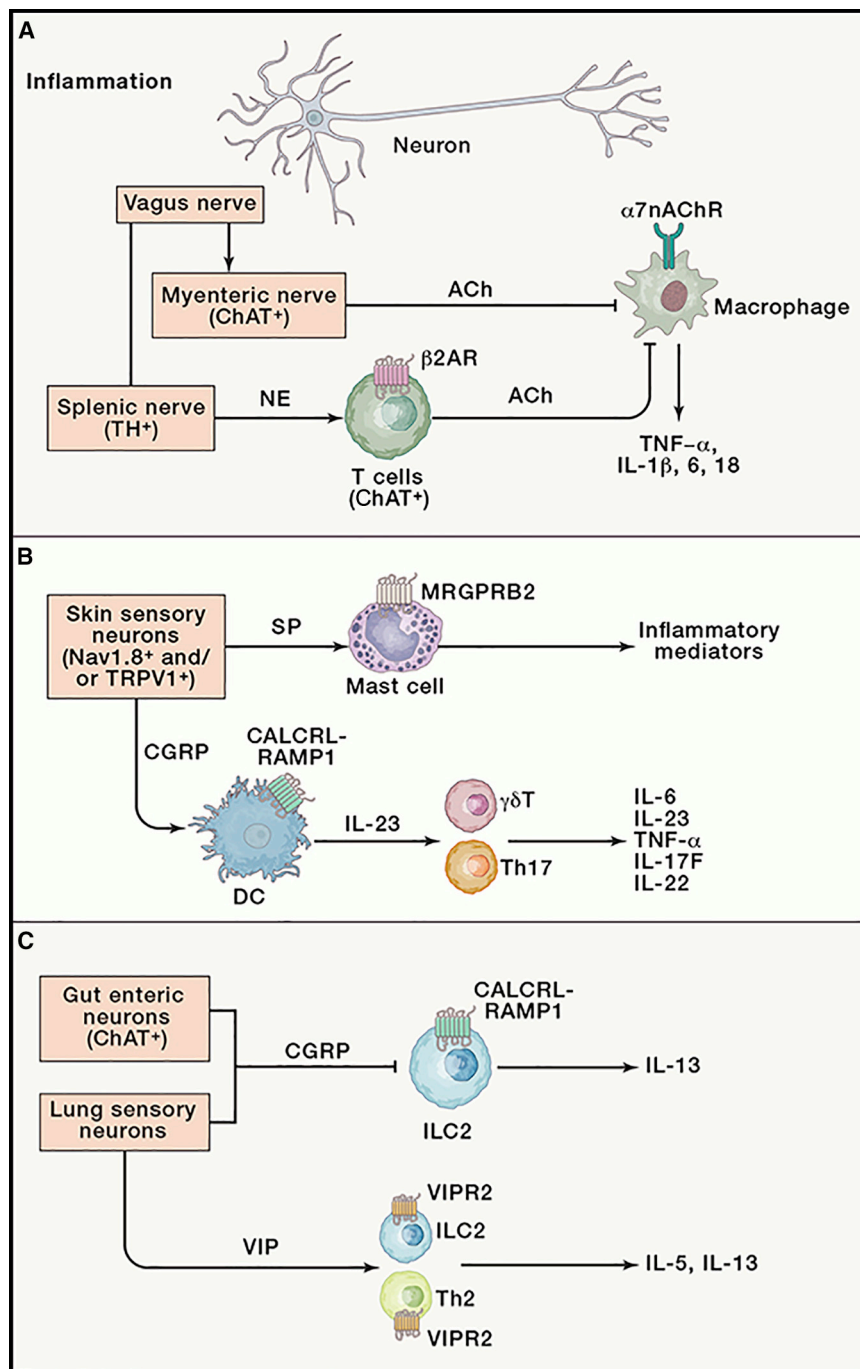 A
Inflammation
Neuron
Vagus nerve
α7nAChR
Myenteric nerve
(ChAT⁺)
ACh
Macrophage
β2AR
Splenic nerve
(TH⁺)
NE
ACh
T cells
(ChAT⁺)
TNF-α,
IL-1β, 6, 18
B
Skin sensory
neurons
(Nav1.8⁺ and/
or TRPV1⁺)
SP
MRGPRB2
Mast cell
Inflammatory
mediators
CGRP
CALCRL-
RAMP1
DC
IL-23
γδT
Th17
IL-6
IL-23
TNF-α
IL-17F
IL-22
C
Gut enteric
neurons
(ChAT⁺)
Lung sensory
neurons
CGRP
CALCRL-
RAMP1
ILC2
IL-13
VIP
VIPR2
ILC2
Th2
VIPR2
IL-5, IL-13